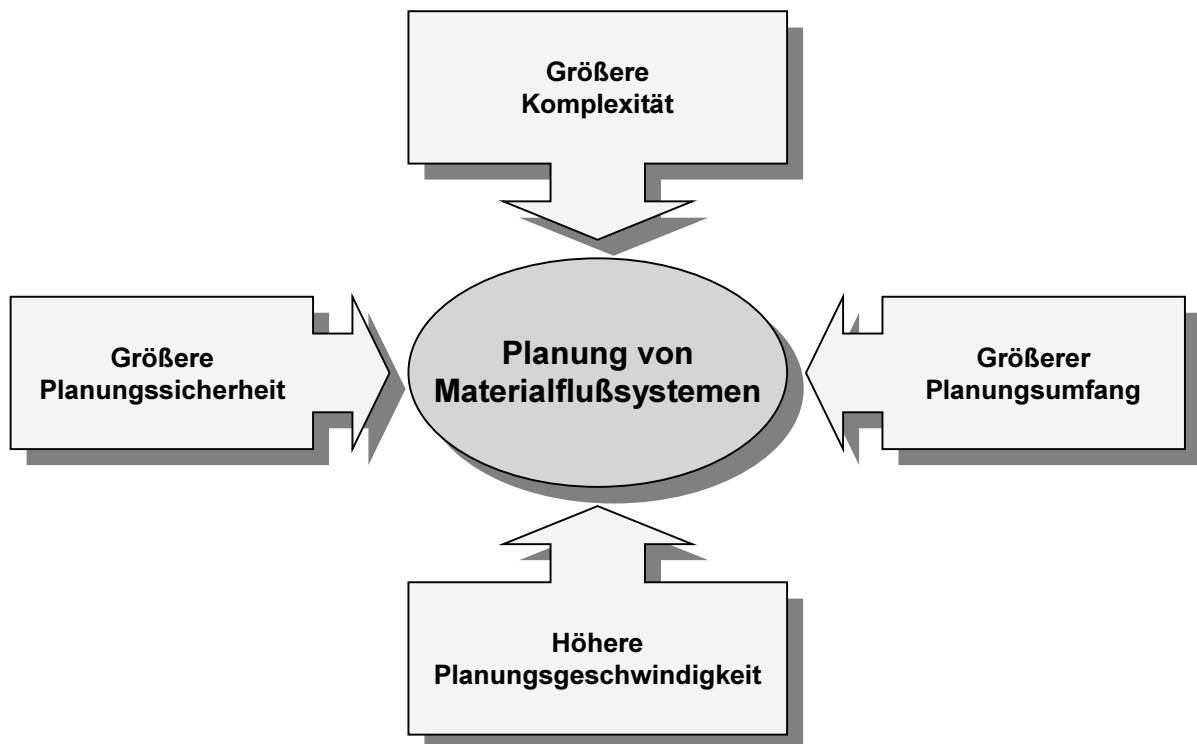 Größere
Komplexität
Größere
Planungssicherheit
Planung von
Materialflußsystemen
Größerer
Planungsumfang
Höhere
Planungsgeschwindigkeit